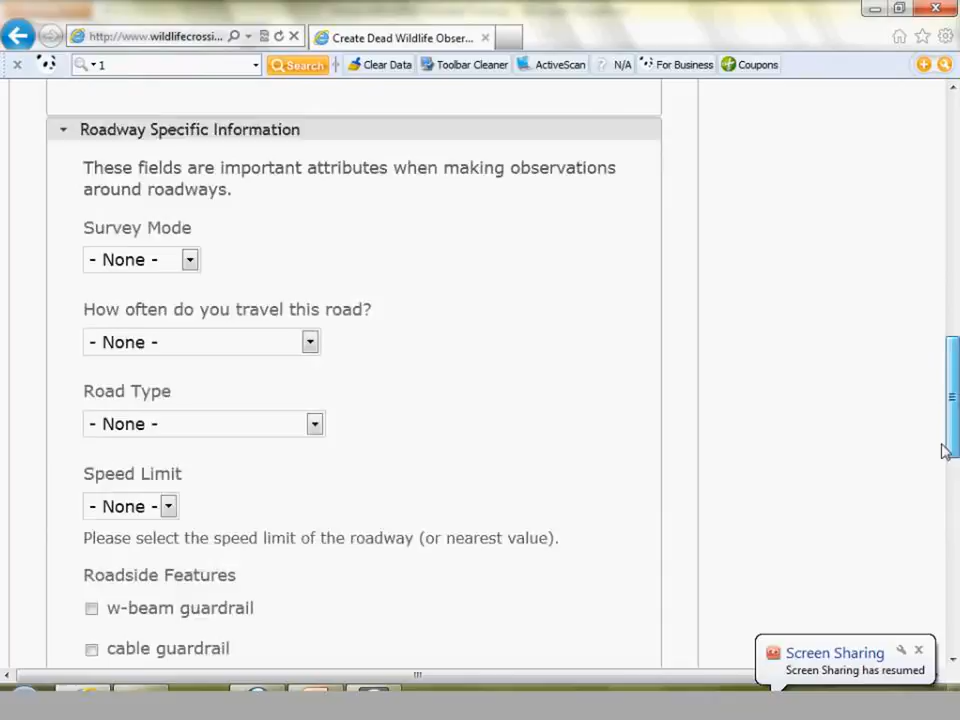 http://www.wildlifecrossi...
Create Dead Wildlife Obser...
1
Search
Clear Data
Toolbar Cleaner
ActiveScan
N/A
For Business
Coupons
Roadway Specific Information
These fields are important attributes when making observations
around roadways.
Survey Mode
- None -
How often do you travel this road?
- None -
Road Type
- None -
Speed Limit
- None -
Please select the speed limit of the roadway (or nearest value).
Roadside Features
w-beam guardrail
cable guardrail
Screen Sharing
Screen Sharing has resumed